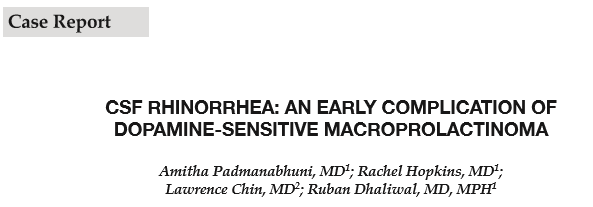 Case Report
CSF RHINORRHEA: AN EARLY COMPLICATION OF
DOPAMINE-SENSITIVE MACROPROLACTINOMA
Amitha Padmanabhuni, MD¹; Rachel Hopkins, MD¹;
Lawrence Chin, MD²; Ruban Dhaliwal, MD, MPH¹